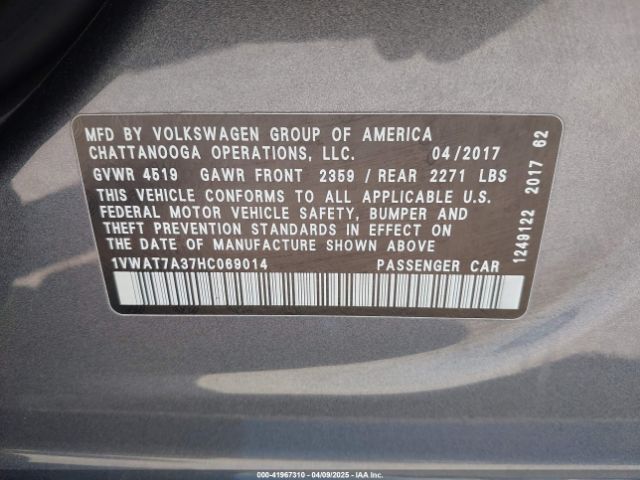 MFD BY VOLKSWAGEN GROUP OF AMERICA
CHATTANOOGA OPERATIONS, LLC. 04/2017
GVWR 4519 GAWR FRONT 2359 / REAR 2271 LBS
THIS VEHICLE CONFORMS TO ALL APPLICABLE U.S.
FEDERAL MOTOR VEHICLE SAFETY, BUMPER AND
THEFT PREVENTION STANDARDS IN EFFECT ON
THE DATE OF MANUFACTURE SHOWN ABOVE
1VWAT7A37HC069014 PASSENGER CAR
1249122 2017 62
000-41967310 - 04/09/2025 - IAA Inc.